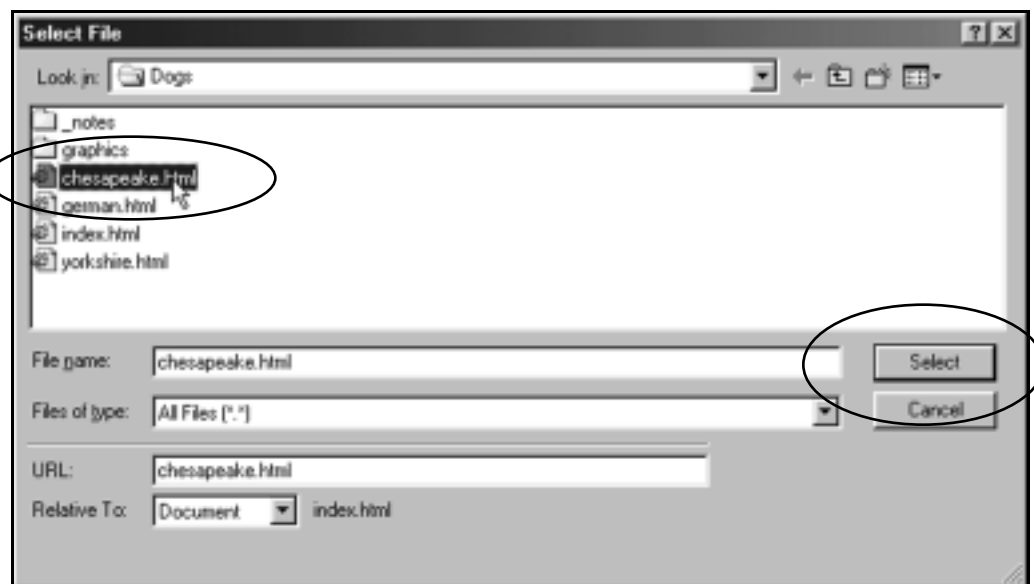 Select File
Look in: Dogs
_notes
graphics
chesapeake.html
german.html
index.html
yorkshire.html
File name: chesapeake.html Select
Files of type: All Files (*.*) Cancel
URL: chesapeake.html
Relative To: Document index.html